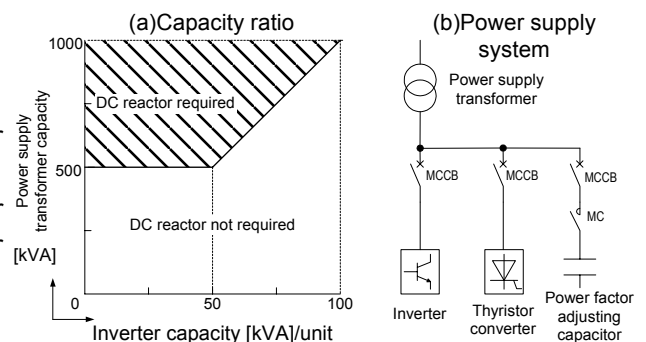 (a)Capacity ratio
1000
DC reactor required
Power supply
transformer capacity
500
DC reactor not required
[kVA]
0
50
100
Inverter capacity [kVA]/unit
(b)Power supply
system
Power supply
transformer
MCCB
MCCB
MCCB
MC
Inverter
Thyristor
converter
Power factor
adjusting
capacitor